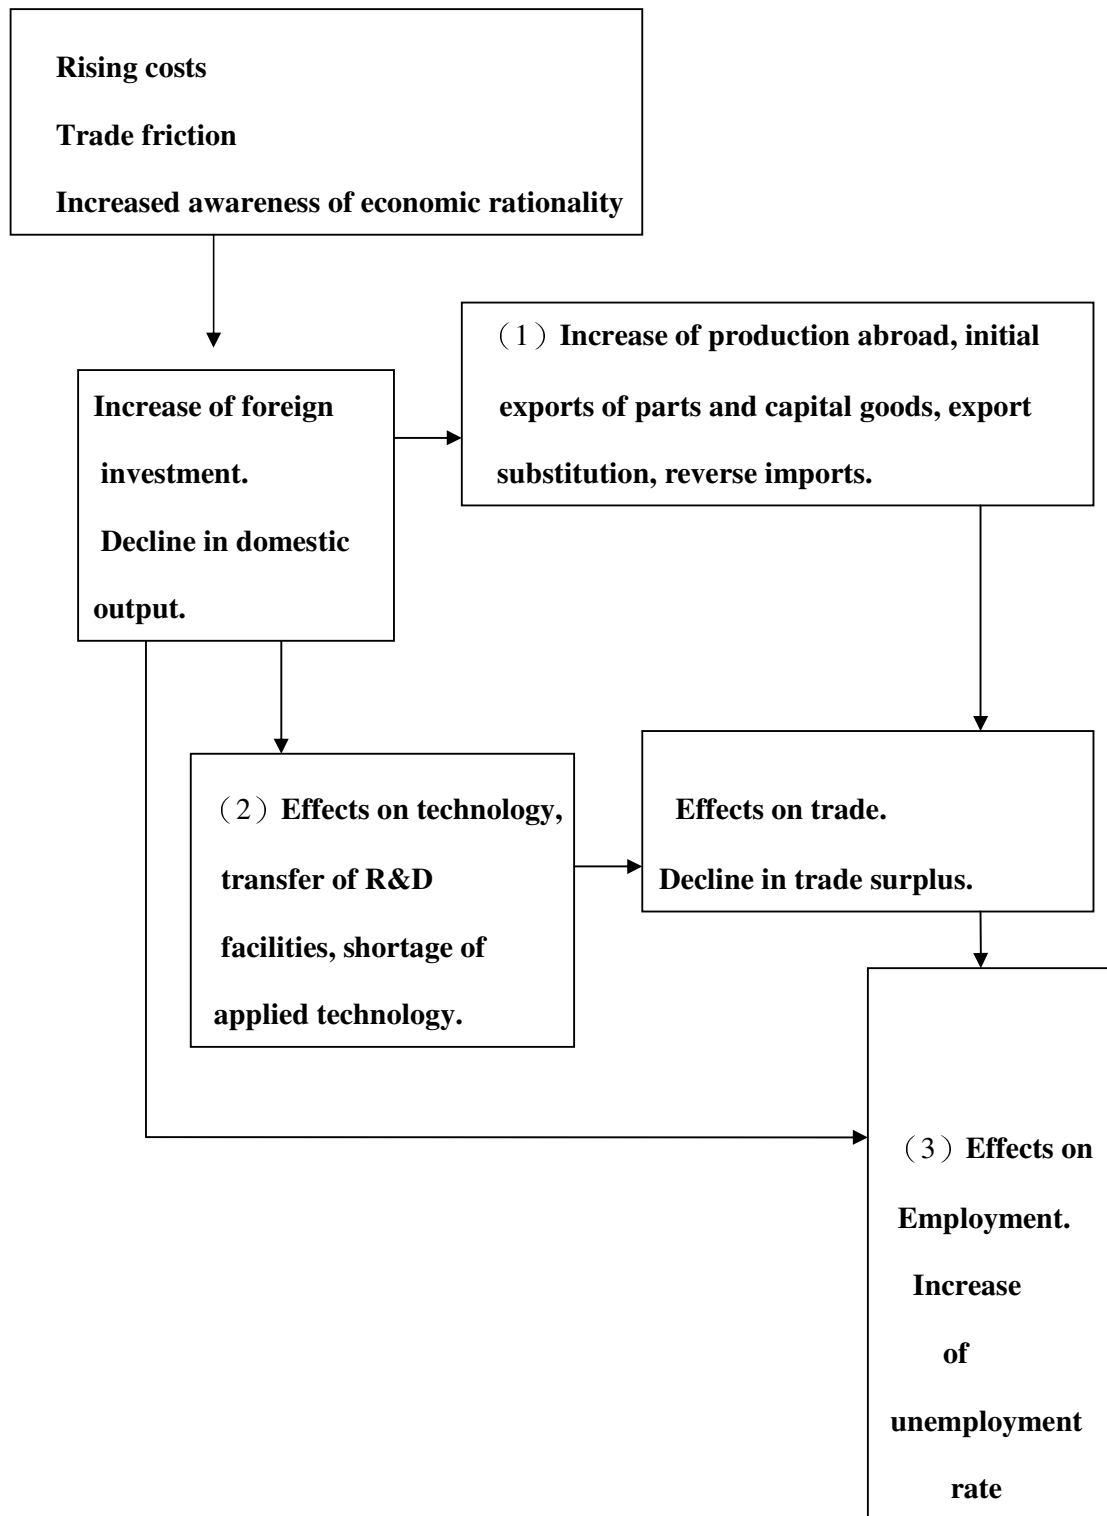 Rising costs
Trade friction
Increased awareness of economic rationality
（1）Increase of production abroad, initial
exports of parts and capital goods, export
substitution, reverse imports.
Increase of foreign
investment.
Decline in domestic
output.
（2）Effects on technology,
transfer of R&D
facilities, shortage of
applied technology.
Effects on trade.
Decline in trade surplus.
（3）Effects on
Employment.
Increase
of
unemployment
rate